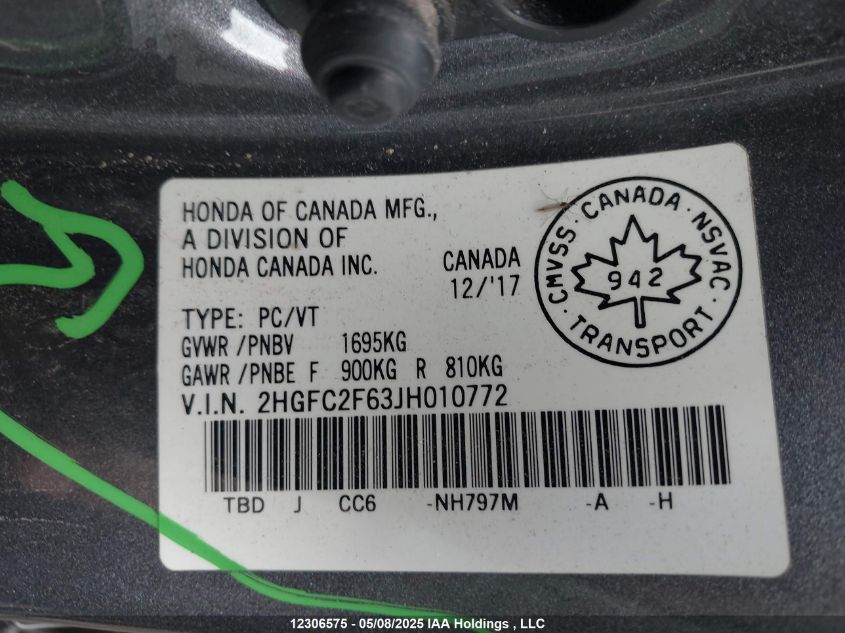 HONDA OF CANADA MFG.,
A DIVISION OF
HONDA CANADA INC.
CANADA
12/'17
CMVSS · CANADA · NSVAC
942
· TRANSPORT ·
TYPE: PC/VT
GVWR /PNBV 1695KG
GAWR /PNBE F 900KG R 810KG
V.I.N. 2HGFC2F63JH010772
TBD J CC6 -NH797M -A -H
12306575 - 05/08/2025 IAA Holdings , LLC